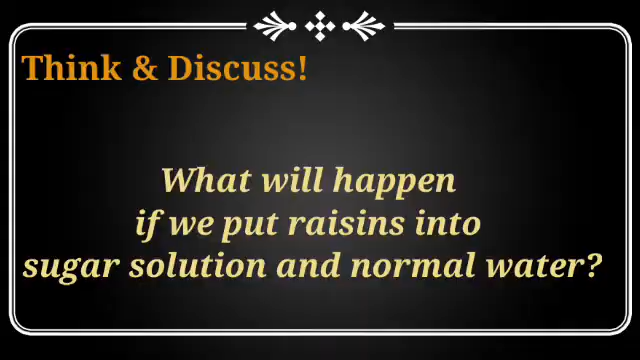 Think & Discuss!
What will happen
if we put raisins into
sugar solution and normal water?